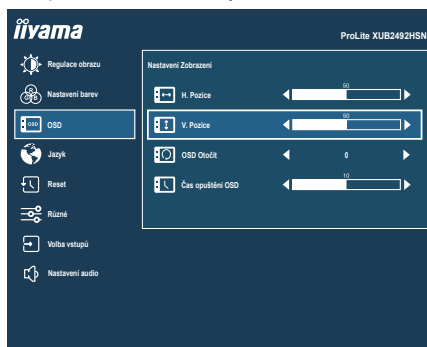 iiyama
ProLite XUB2492HSN
Regulace obrazu
Nastavení barev
OSD
Jazyk
Reset
Různé
Volba vstupů
Nastavení audio
Nastavení Zobrazení
H. Pozice
50
V. Pozice
50
OSD Otočit
0
Čas opuštění OSD
10